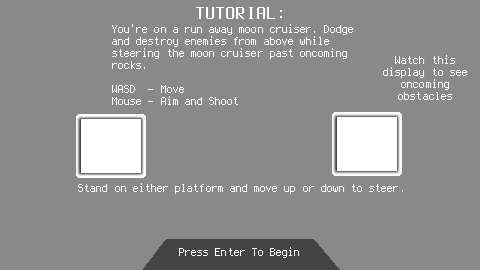 TUTORIAL:
You're on a run away moon cruiser. Dodge
and destroy enemies from above while
steering the moon cruiser past oncoming
rocks.
WASD  - Move
Mouse - Aim and Shoot
Watch this
display to see
oncoming
obstacles
Stand on either platform and move up or down to steer.
Press Enter To Begin